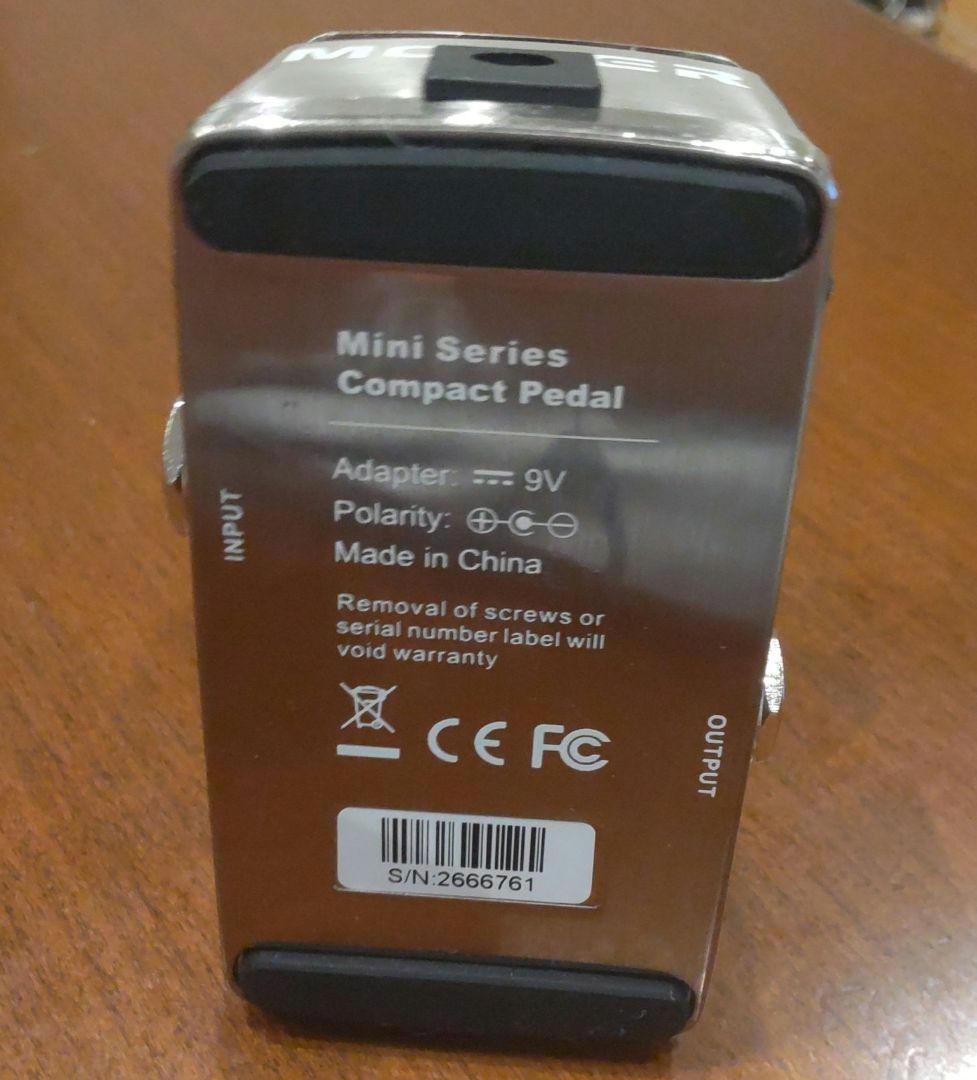 MOOER
Mini Series
Compact Pedal
Adapter: 9V
Polarity:
Made in China
INPUT
Removal of screws or
serial number label will
void warranty
CE FC
OUTPUT
S/N:2666761